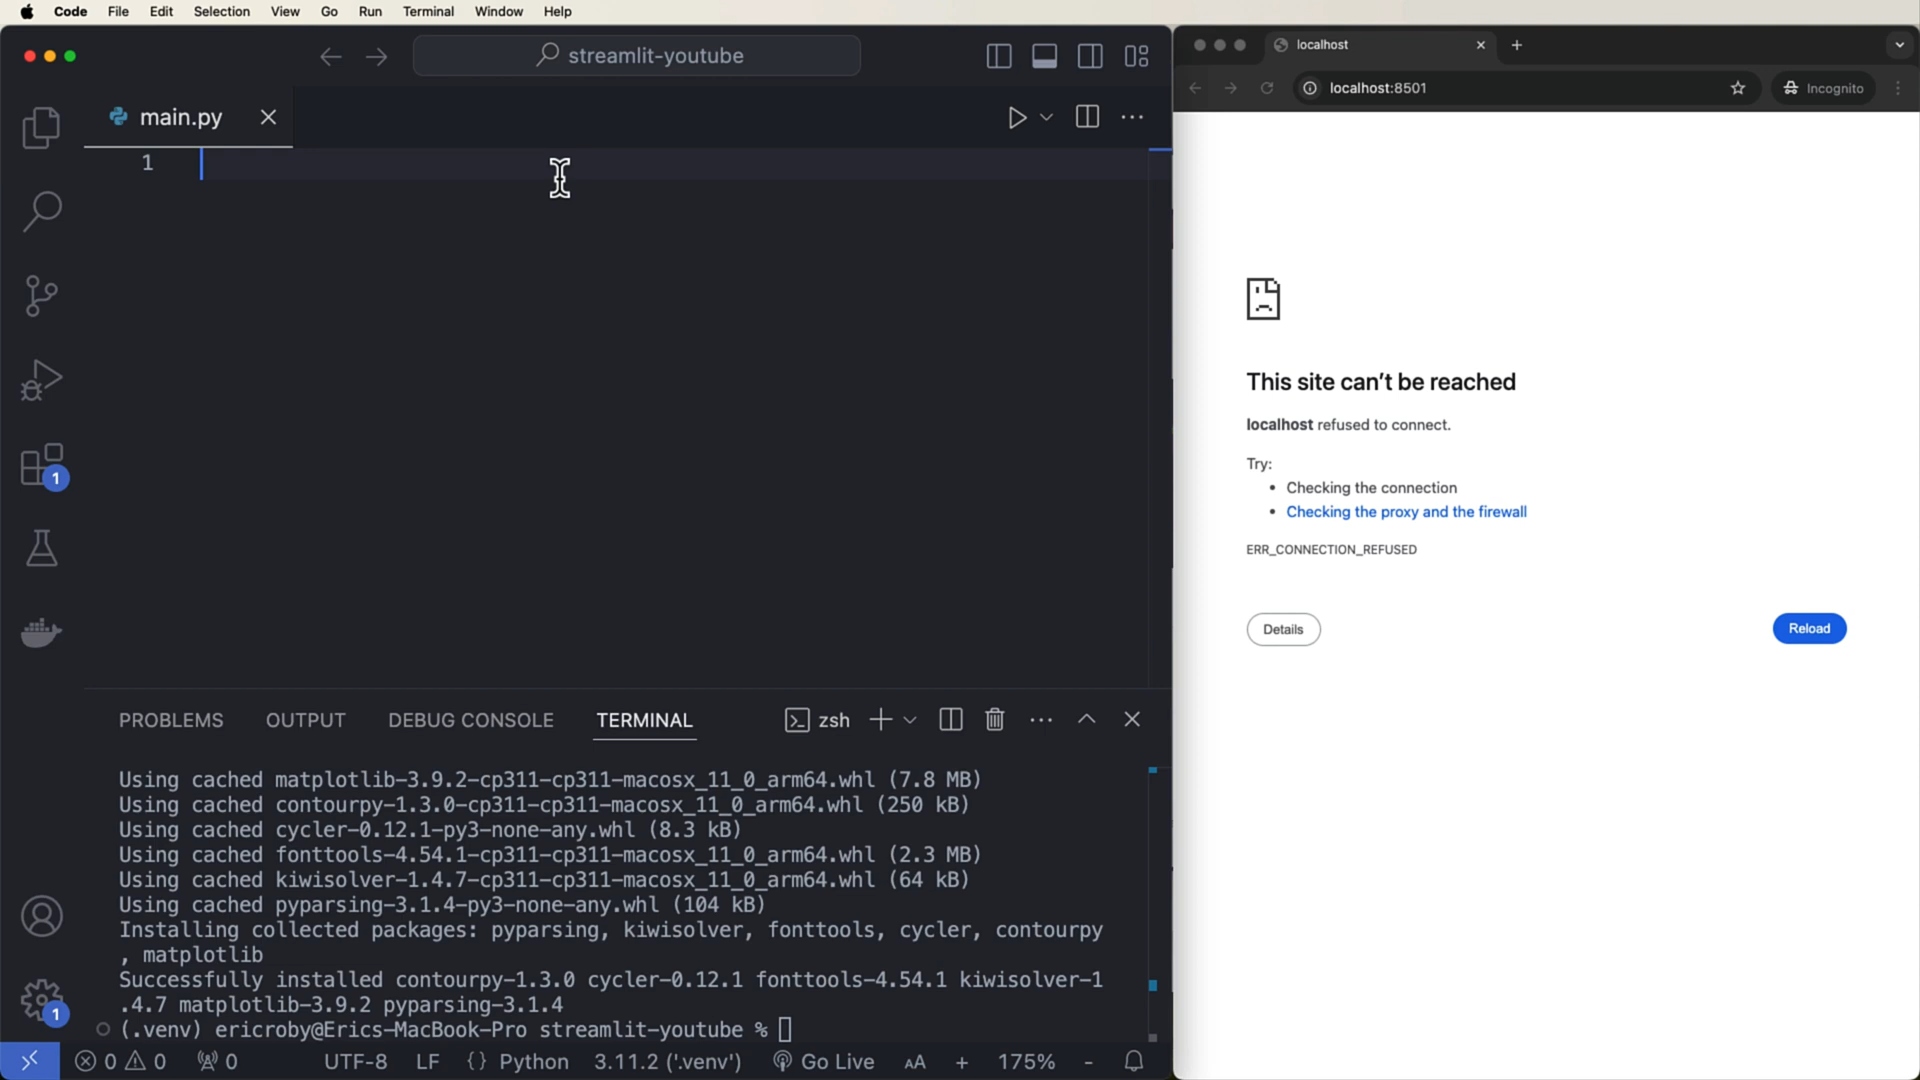 Code File Edit Selection View Go Run Terminal Window Help
streamlit-youtube
main.py
1
1
PROBLEMS OUTPUT DEBUG CONSOLE TERMINAL zsh
Using cached matplotlib-3.9.2-cp311-cp311-macosx_11_0_arm64.whl (7.8 MB)
Using cached contourpy-1.3.0-cp311-cp311-macosx_11_0_arm64.whl (250 kB)
Using cached cycler-0.12.1-py3-none-any.whl (8.3 kB)
Using cached fonttools-4.54.1-cp311-cp311-macosx_11_0_arm64.whl (2.3 MB)
Using cached kiwisolver-1.4.7-cp311-cp311-macosx_11_0_arm64.whl (64 kB)
Using cached pyparsing-3.1.4-py3-none-any.whl (104 kB)
Installing collected packages: pyparsing, kiwisolver, fonttools, cycler, contourpy
, matplotlib
Successfully installed contourpy-1.3.0 cycler-0.12.1 fonttools-4.54.1 kiwisolver-1
.4.7 matplotlib-3.9.2 pyparsing-3.1.4
(.venv) ericroby@Erics-MacBook-Pro streamlit-youtube %
1
0 0 0 UTF-8 LF {} Python 3.11.2 ('.venv') Go Live AA + 175% -
localhost
localhost:8501
Incognito
This site can't be reached
localhost refused to connect.
Try:
• Checking the connection
• Checking the proxy and the firewall
ERR_CONNECTION_REFUSED
Details
Reload